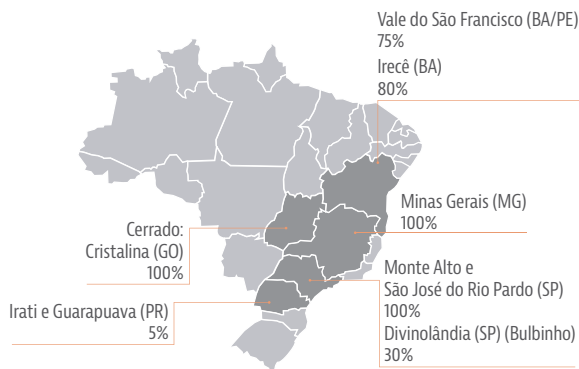 Vale do São Francisco (BA/PE)
75%
Irecê (BA)
80%
Minas Gerais (MG)
100%
Cerrado:
Cristalina (GO)
100%
Monte Alto e
São José do Rio Pardo (SP)
100%
Divinolândia (SP) (Bulbinho)
30%
Irati e Guarapuava (PR)
5%